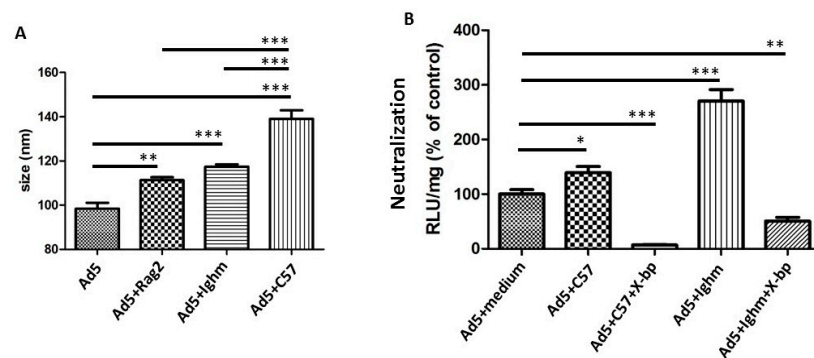 A
***
***
***
***
**
size (nm)
160
140
120
100
80
Ad5
Ad5+Rag2
Ad5+Ighm
Ad5+C57
B
**
***
***
*
Neutralization
RLU/mg (% of control)
400
300
200
100
0
Ad5+medium
Ad5+C57
Ad5+C57+X-bp
Ad5+Ighm
Ad5+Ighm+X-bp